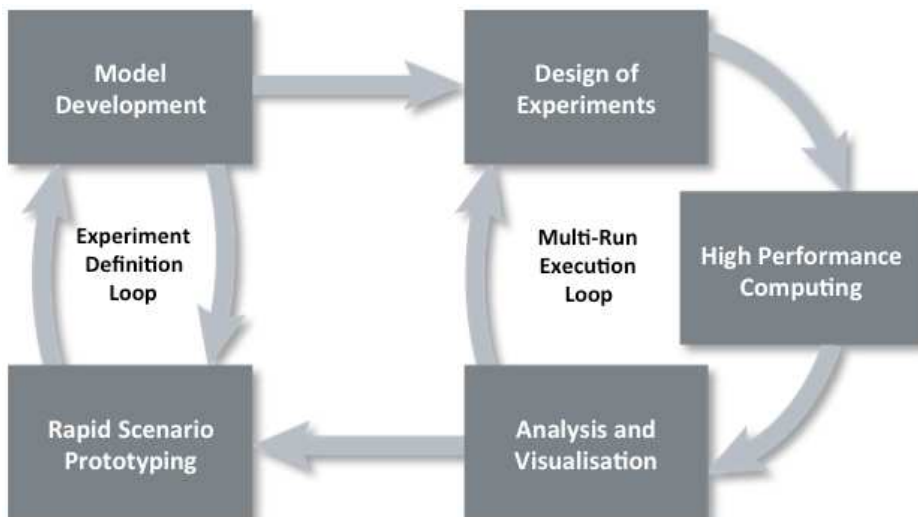 Model
Development
Design of
Experiments
Experiment
Definition
Loop
Multi-Run
Execution
Loop
High Performance
Computing
Rapid Scenario
Prototyping
Analysis and
Visualisation